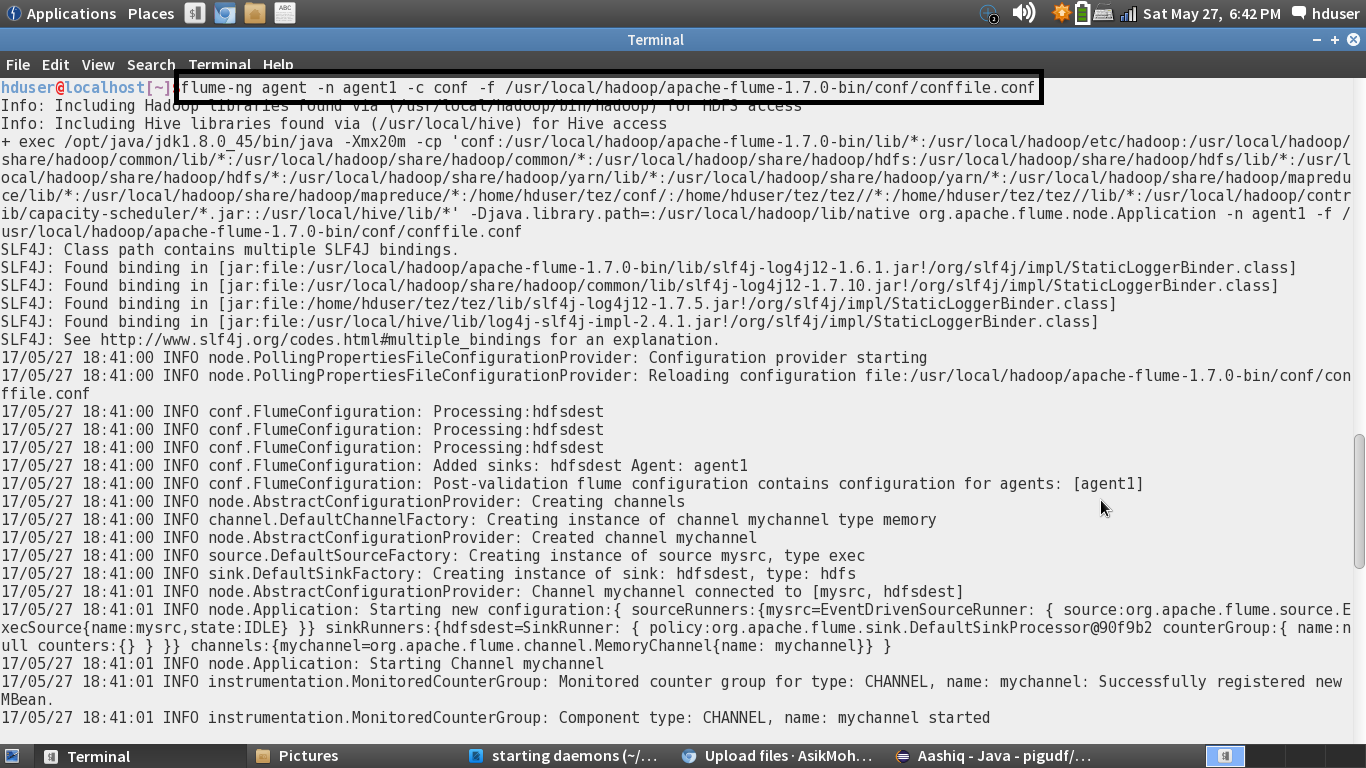 Applications Places Sat May 27, 6:42 PM hduser
Terminal
File Edit View Search Terminal Help
hduser@localhost[~]$flume-ng agent -n agent1 -c conf -f /usr/local/hadoop/apache-flume-1.7.0-bin/conf/conffile.conf
Info: Including Hadoop libraries found via (/usr/local/hadoop/bin/hadoop) for HDFS access
Info: Including Hive libraries found via (/usr/local/hive) for Hive access
+ exec /opt/java/jdk1.8.0_45/bin/java -Xmx20m -cp 'conf:/usr/local/hadoop/apache-flume-1.7.0-bin/lib/*:/usr/local/hadoop/etc/hadoop:/usr/local/hadoop/
share/hadoop/common/lib/*:/usr/local/hadoop/share/hadoop/common/*:/usr/local/hadoop/share/hadoop/hdfs:/usr/local/hadoop/share/hadoop/hdfs/lib/*:/usr/l
ocal/hadoop/share/hadoop/hdfs/*:/usr/local/hadoop/share/hadoop/yarn/lib/*:/usr/local/hadoop/share/hadoop/yarn/*:/usr/local/hadoop/share/hadoop/mapredu
ce/lib/*:/usr/local/hadoop/share/hadoop/mapreduce/*:/home/hduser/tez/conf/:/home/hduser/tez/tez//*:/home/hduser/tez/tez//lib/*:/usr/local/hadoop/contr
ib/capacity-scheduler/*.jar::/usr/local/hive/lib/*' -Djava.library.path=:/usr/local/hadoop/lib/native org.apache.flume.node.Application -n agent1 -f /
usr/local/hadoop/apache-flume-1.7.0-bin/conf/conffile.conf
SLF4J: Class path contains multiple SLF4J bindings.
SLF4J: Found binding in [jar:file:/usr/local/hadoop/apache-flume-1.7.0-bin/lib/slf4j-log4j12-1.6.1.jar!/org/slf4j/impl/StaticLoggerBinder.class]
SLF4J: Found binding in [jar:file:/usr/local/hadoop/share/hadoop/common/lib/slf4j-log4j12-1.7.10.jar!/org/slf4j/impl/StaticLoggerBinder.class]
SLF4J: Found binding in [jar:file:/home/hduser/tez/tez/lib/slf4j-log4j12-1.7.5.jar!/org/slf4j/impl/StaticLoggerBinder.class]
SLF4J: Found binding in [jar:file:/usr/local/hive/lib/log4j-slf4j-impl-2.4.1.jar!/org/slf4j/impl/StaticLoggerBinder.class]
SLF4J: See http://www.slf4j.org/codes.html#multiple_bindings for an explanation.
17/05/27 18:41:00 INFO node.PollingPropertiesFileConfigurationProvider: Configuration provider starting
17/05/27 18:41:00 INFO node.PollingPropertiesFileConfigurationProvider: Reloading configuration file:/usr/local/hadoop/apache-flume-1.7.0-bin/conf/con
ffile.conf
17/05/27 18:41:00 INFO conf.FlumeConfiguration: Processing:hdfsdest
17/05/27 18:41:00 INFO conf.FlumeConfiguration: Processing:hdfsdest
17/05/27 18:41:00 INFO conf.FlumeConfiguration: Processing:hdfsdest
17/05/27 18:41:00 INFO conf.FlumeConfiguration: Added sinks: hdfsdest Agent: agent1
17/05/27 18:41:00 INFO conf.FlumeConfiguration: Post-validation flume configuration contains configuration for agents: [agent1]
17/05/27 18:41:00 INFO node.AbstractConfigurationProvider: Creating channels
17/05/27 18:41:00 INFO channel.DefaultChannelFactory: Creating instance of channel mychannel type memory
17/05/27 18:41:00 INFO node.AbstractConfigurationProvider: Created channel mychannel
17/05/27 18:41:00 INFO source.DefaultSourceFactory: Creating instance of source mysrc, type exec
17/05/27 18:41:00 INFO sink.DefaultSinkFactory: Creating instance of sink: hdfsdest, type: hdfs
17/05/27 18:41:01 INFO node.AbstractConfigurationProvider: Channel mychannel connected to [mysrc, hdfsdest]
17/05/27 18:41:01 INFO node.Application: Starting new configuration:{ sourceRunners:{mysrc=EventDrivenSourceRunner: { source:org.apache.flume.source.E
xecSource{name:mysrc,state:IDLE} }} sinkRunners:{hdfsdest=SinkRunner: { policy:org.apache.flume.sink.DefaultSinkProcessor@90f9b2 counterGroup:{ name:n
ull counters:{} } }} channels:{mychannel=org.apache.flume.channel.MemoryChannel{name: mychannel}} }
17/05/27 18:41:01 INFO node.Application: Starting Channel mychannel
17/05/27 18:41:01 INFO instrumentation.MonitoredCounterGroup: Monitored counter group for type: CHANNEL, name: mychannel: Successfully registered new
MBean.
17/05/27 18:41:01 INFO instrumentation.MonitoredCounterGroup: Component type: CHANNEL, name: mychannel started
Terminal Pictures starting daemons (~/... Upload files · AsikMoh... Aashiq - Java - pigudf/...